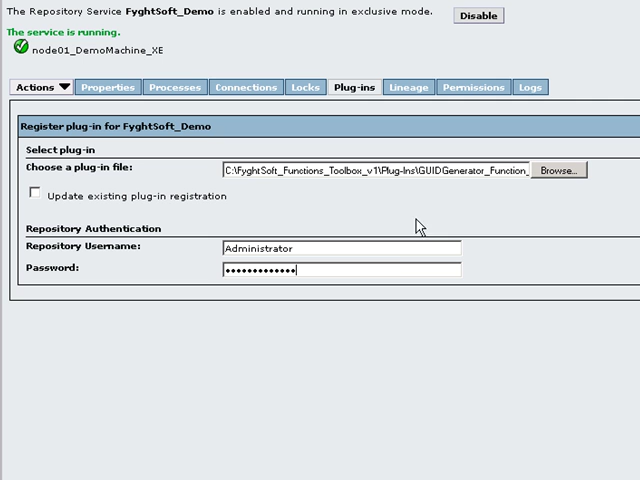 The Repository Service FyghtSoft_Demo is enabled and running in exclusive mode. Disable
The service is running.
node01_DemoMachine_XE
Actions Properties Processes Connections Locks Plug-ins Lineage Permissions Logs
Register plug-in for FyghtSoft_Demo
Select plug-in
Choose a plug-in file: C:\FyghtSoft_Functions_Toolbox_v1\Plug-Ins\GUIDGenerator_Function_ Browse...
Update existing plug-in registration
Repository Authentication
Repository Username: Administrator
Password: •••••••••••••